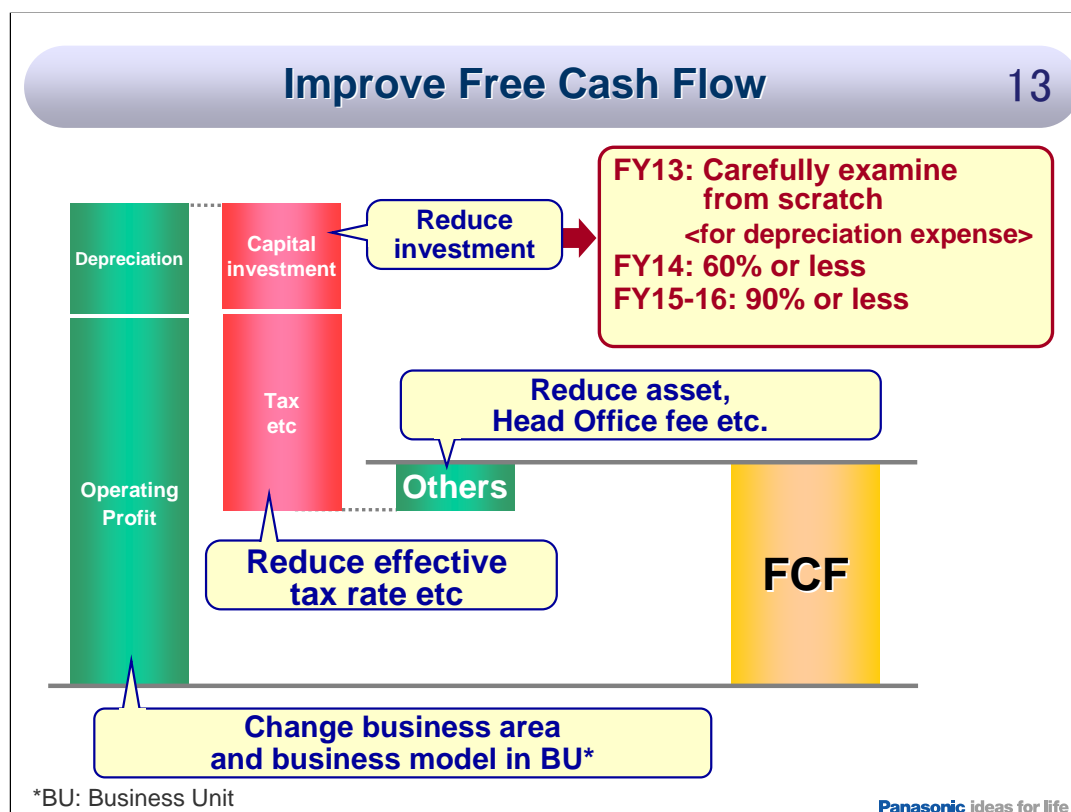 Improve Free Cash Flow
13
FY13: Carefully examine
from scratch
<for depreciation expense>
FY14: 60% or less
FY15-16: 90% or less
Reduce
investment
Depreciation
Capital
investment
Reduce asset,
Head Office fee etc.
Tax
etc
Others
Operating
Profit
Reduce effective
tax rate etc
FCF
Change business area
and business model in BU*
*BU: Business Unit
Panasonic ideas for life